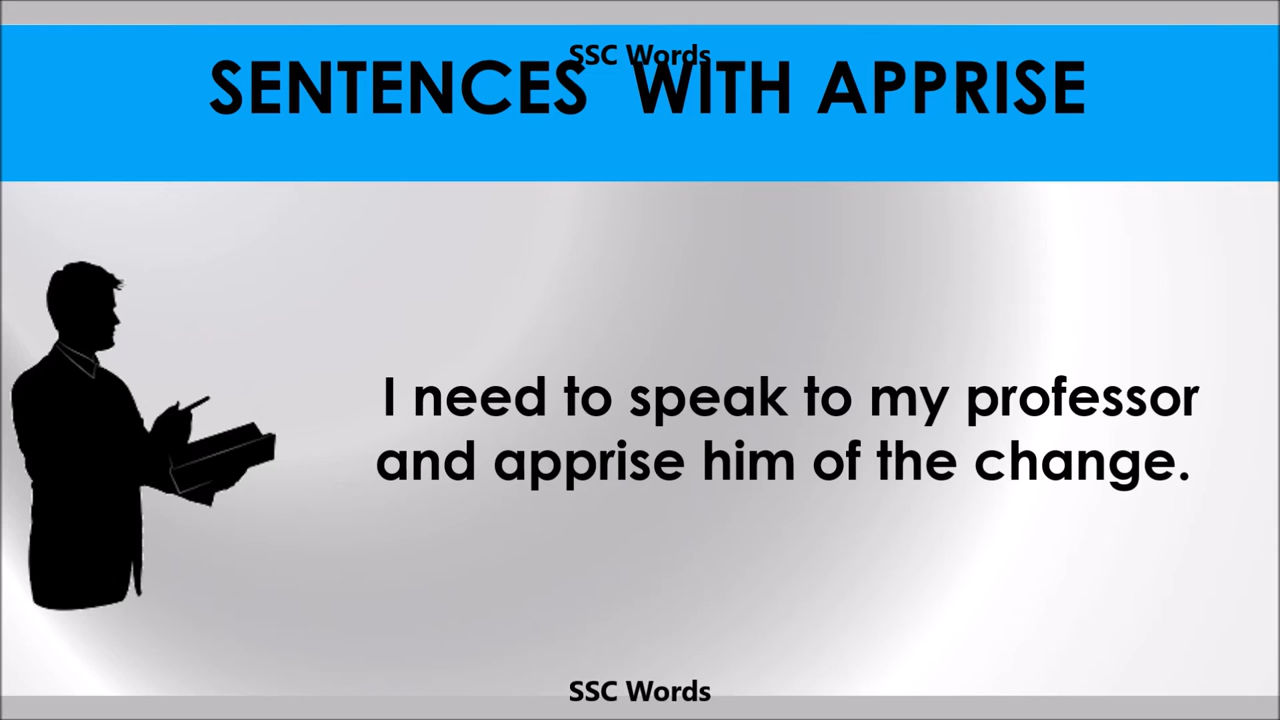 SSC Words
SENTENCES WITH APPRISE
I need to speak to my professor
and apprise him of the change.
SSC Words